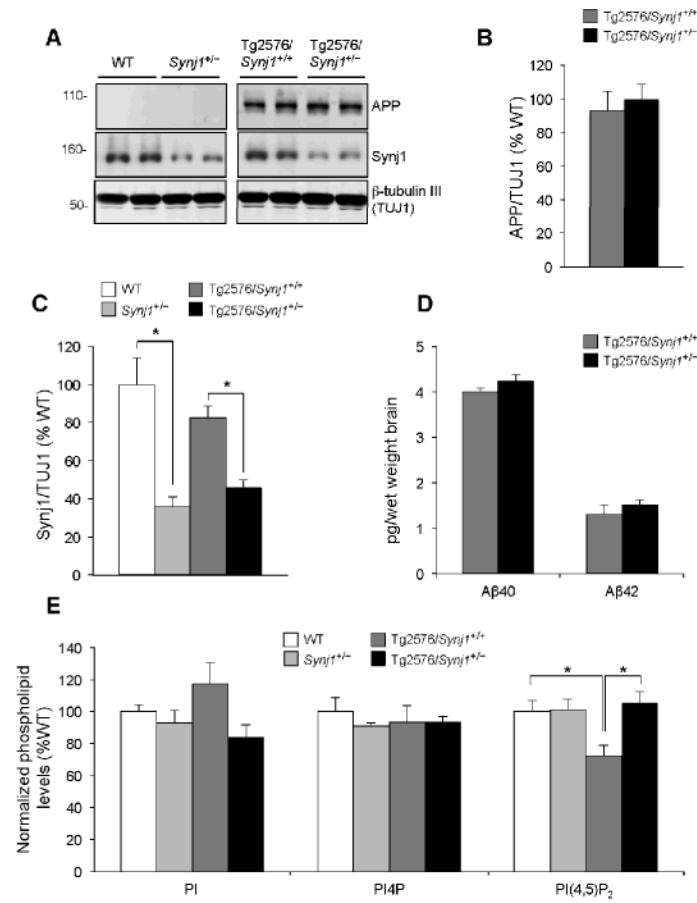 A
WT
Synj1+/−
Tg2576/
Synj1+/+
Tg2576/
Synj1+/−
110-
APP
160-
Synj1
50-
β-tubulin III
(TUJ1)
B
Tg2576/Synj1+/+
Tg2576/Synj1+/−
APP/TUJ1 (% WT)
120
100
80
60
40
20
0
C
WT
Synj1+/−
Tg2576/Synj1+/+
Tg2576/Synj1+/−
Synj1/TUJ1 (% WT)
120
100
80
60
40
20
0
*
*
D
Tg2576/Synj1+/+
Tg2576/Synj1+/−
pg/wet weight brain
5
4
3
2
1
0
Aβ40
Aβ42
E
WT
Synj1+/−
Tg2576/Synj1+/+
Tg2576/Synj1+/−
Normalized phospholipid
levels (%WT)
140
120
100
80
60
40
20
0
*
*
PI
PI4P
PI(4,5)P2